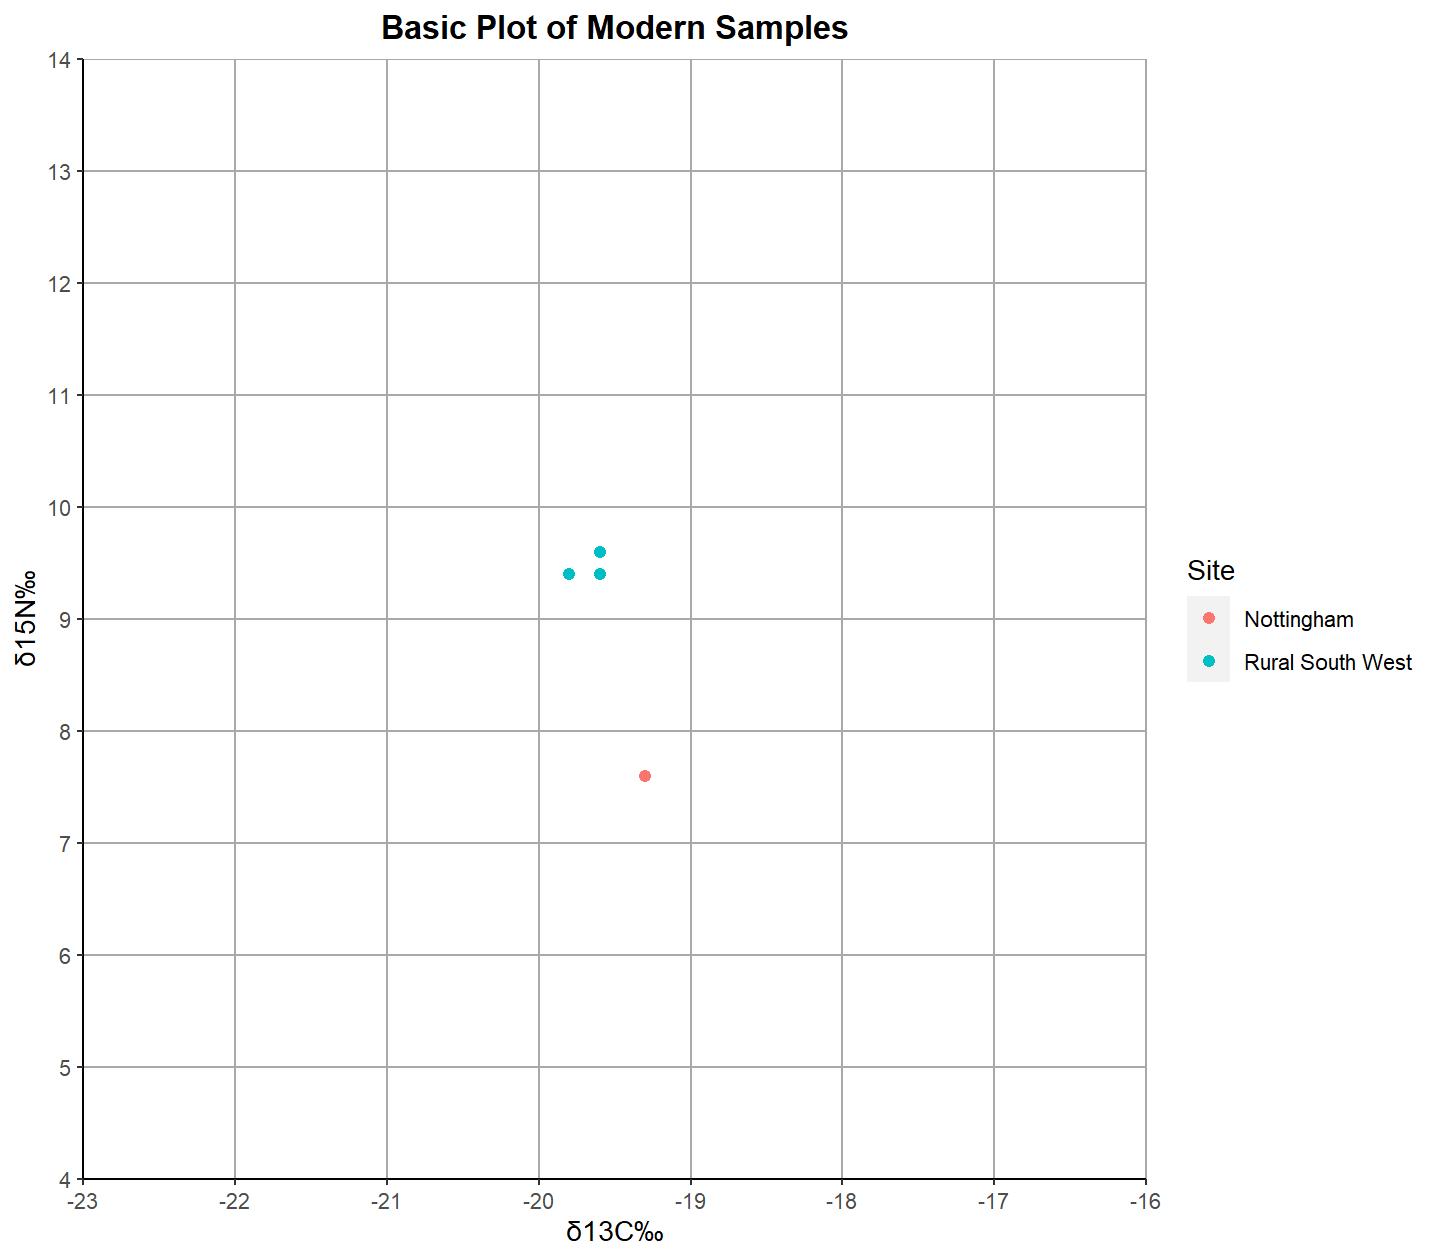 Basic Plot of Modern Samples
14
13
12
11
10
9
8
7
6
5
4
δ15N‰
-23 -22 -21 -20 -19 -18 -17 -16
δ13C‰
Site
Nottingham
Rural South West